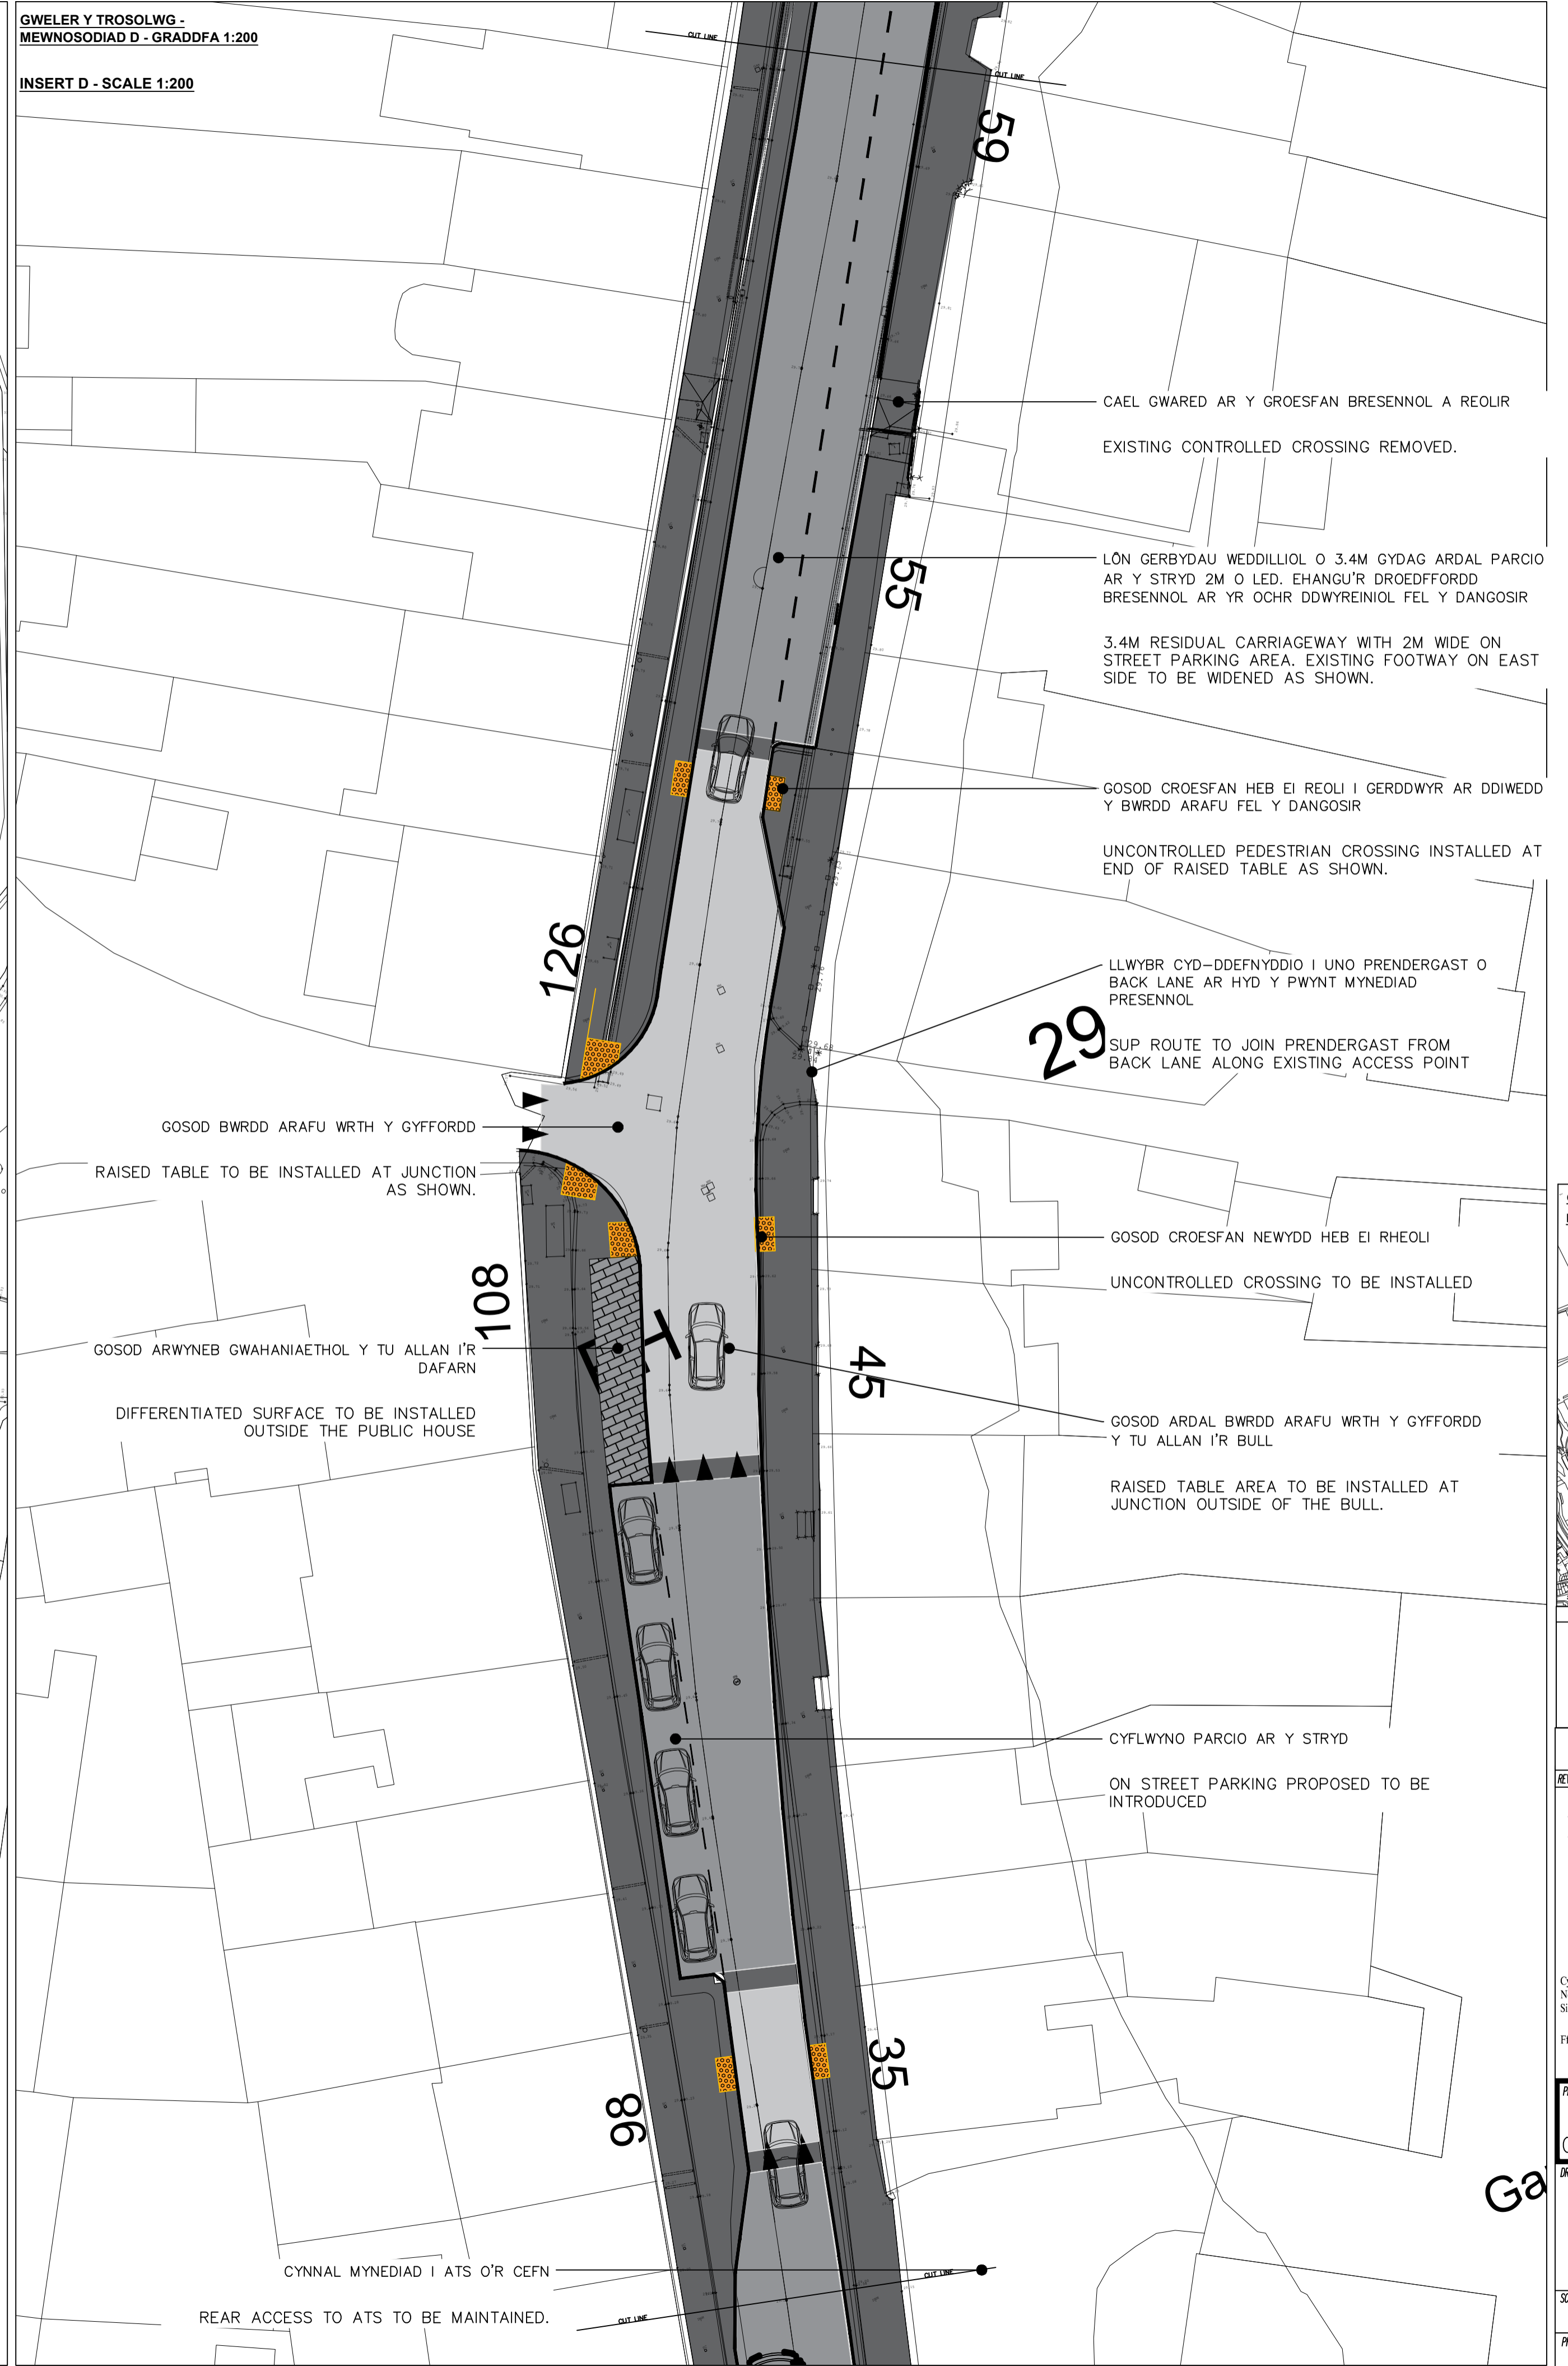 GWELER Y TROSOLWG -
MEWNOSODIAD D - GRADDFA 1:200
INSERT D - SCALE 1:200
CUT LINE
CUT LINE
59
CAEL GWARED AR Y GROESFAN BRESENNOL A REOLIR
EXISTING CONTROLLED CROSSING REMOVED.
LÔN GERBYDAU WEDDILLIOL O 3.4M GYDAG ARDAL PARCIO
AR Y STRYD 2M O LED. EHANGU'R DROEDFFORDD
BRESENNOL AR YR OCHR DDWYREINIOL FEL Y DANGOSIR
55
3.4M RESIDUAL CARRIAGEWAY WITH 2M WIDE ON
STREET PARKING AREA. EXISTING FOOTWAY ON EAST
SIDE TO BE WIDENED AS SHOWN.
GOSOD CROESFAN HEB EI REOLI I GERDDWYR AR DDIWEDD
Y BWRDD ARAFU FEL Y DANGOSIR
UNCONTROLLED PEDESTRIAN CROSSING INSTALLED AT
END OF RAISED TABLE AS SHOWN.
126
LLWYBR CYD-DDEFNYDDIO I UNO PRENDERGAST O
BACK LANE AR HYD Y PWYNT MYNEDIAD
PRESENNOL
29
SUP ROUTE TO JOIN PRENDERGAST FROM
BACK LANE ALONG EXISTING ACCESS POINT
GOSOD BWRDD ARAFU WRTH Y GYFFORDD
RAISED TABLE TO BE INSTALLED AT JUNCTION
AS SHOWN.
GOSOD CROESFAN NEWYDD HEB EI RHEOLI
UNCONTROLLED CROSSING TO BE INSTALLED
108
GOSOD ARWYNEB GWAHANIAETHOL Y TU ALLAN I'R
DAFARN
45
DIFFERENTIATED SURFACE TO BE INSTALLED
OUTSIDE THE PUBLIC HOUSE
GOSOD ARDAL BWRDD ARAFU WRTH Y GYFFORDD
Y TU ALLAN I'R BULL
RAISED TABLE AREA TO BE INSTALLED AT
JUNCTION OUTSIDE OF THE BULL.
CYFLWYNO PARCIO AR Y STRYD
ON STREET PARKING PROPOSED TO BE
INTRODUCED
35
86
Ga
CYNNAL MYNEDIAD I ATS O'R CEFN
REAR ACCESS TO ATS TO BE MAINTAINED.
CUT LINE
CUT LINE